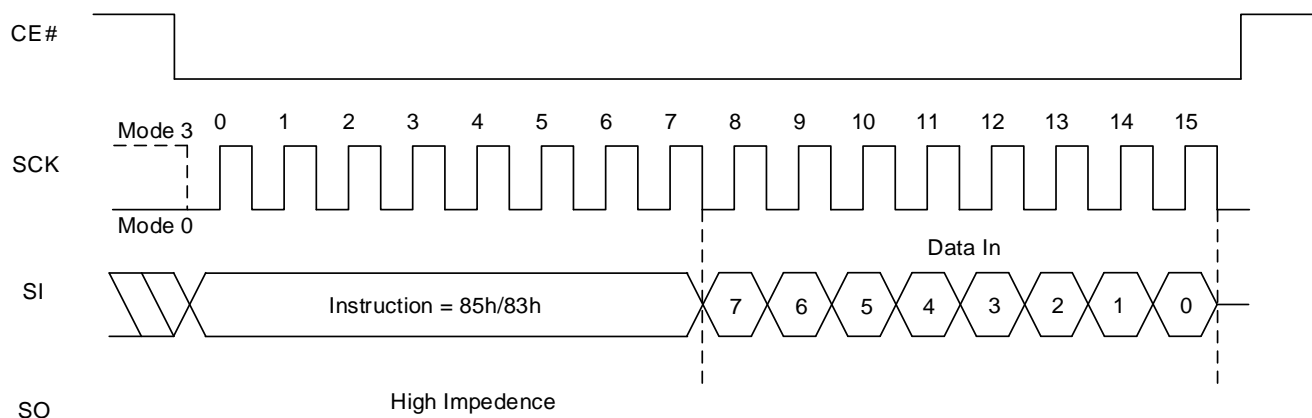 CE#
0 1 2 3 4 5 6 7 8 9 10 11 12 13 14 15
Mode 3
SCK
Mode 0
Data In
SI
Instruction = 85h/83h
7 6 5 4 3 2 1 0
High Impedence
SO